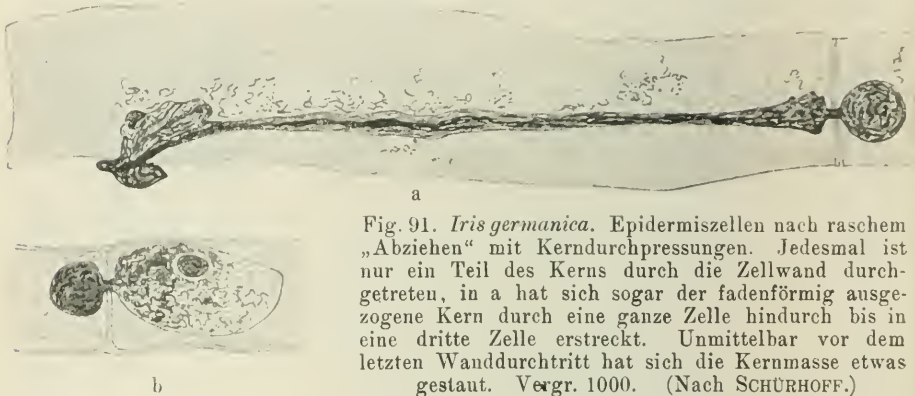 a
Fig. 91. Iris germanica. Epidermiszellen nach raschem
„Abziehen“ mit Kerndurchpressungen. Jedesmal ist
nur ein Teil des Kerns durch die Zellwand durch-
getreten, in a hat sich sogar der fadenförmig ausge-
zogene Kern durch eine ganze Zelle hindurch bis in
eine dritte Zelle erstreckt. Unmittelbar vor dem
letzten Wanddurchtritt hat sich die Kernmasse etwas
gestaut. Vergr. 1000. (Nach SCHÜRHOFF.)
b